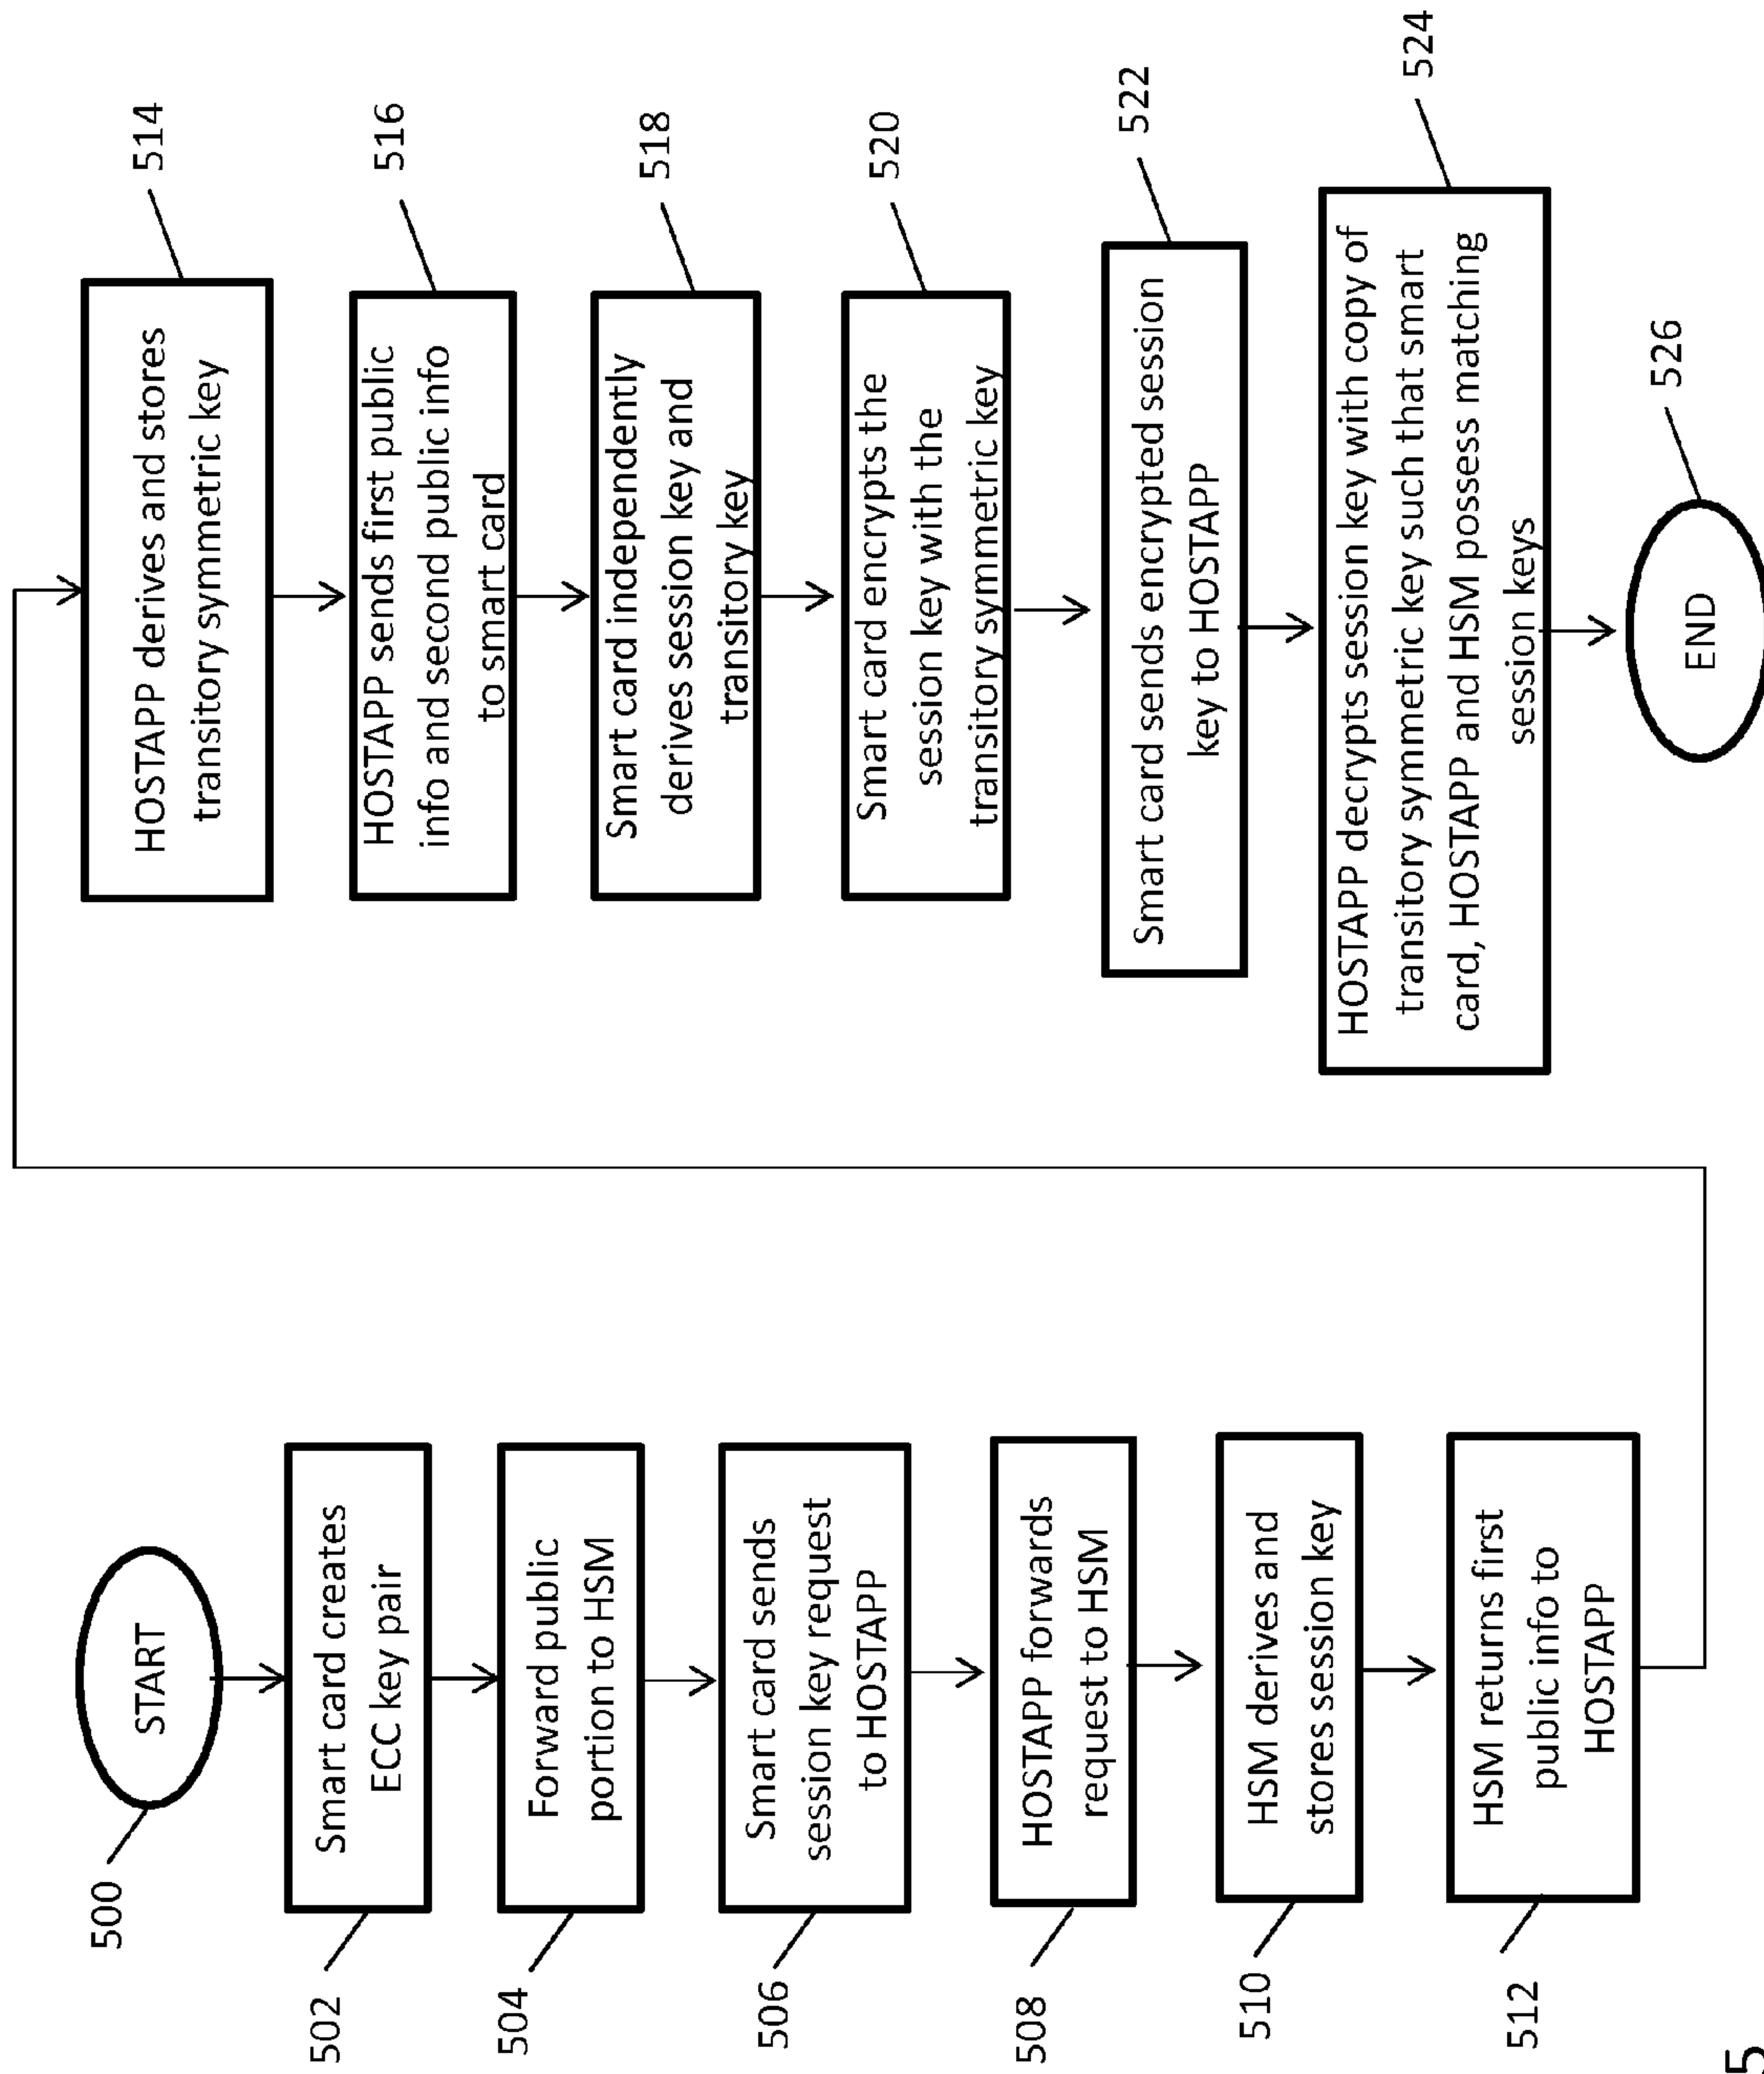 START
500
Smart card creates
ECC key pair
502
Forward public
portion to HSM
504
Smart card sends
session key request
to HOSTAPP
506
HOSTAPP forwards
request to HSM
508
HSM derives and
stores session key
510
HSM returns first
public info to
HOSTAPP
512
HOSTAPP derives and stores
transitory symmetric key
514
HOSTAPP sends first public
info and second public info
to smart card
516
Smart card independently
derives session key and
transitory key
518
Smart card encrypts the
session key with the
transitory symmetric key
520
Smart card sends encrypted session
key to HOSTAPP
522
HOSTAPP decrypts session key with copy of
transitory symmetric key such that smart
card, HOSTAPP and HSM possess matching
session keys
524
END
526
5